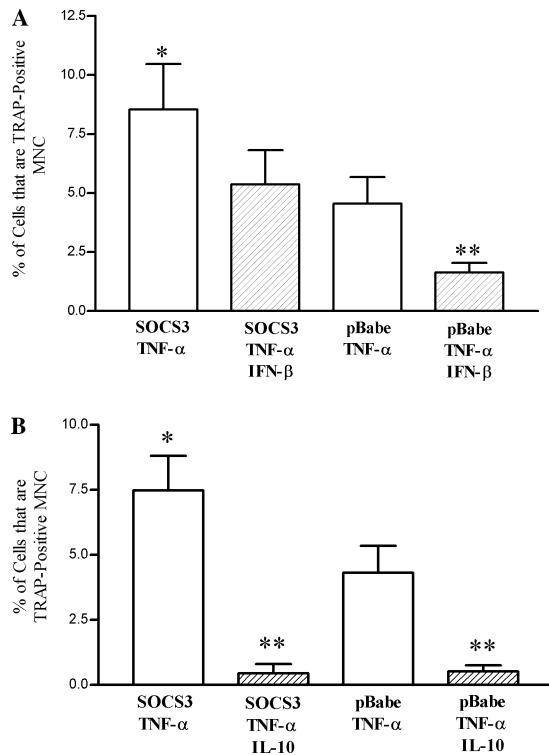 A
% of Cells that are TRAP-Positive
MNC
12.5
10.0
7.5
5.0
2.5
0.0
*
**
SOCS3 SOCS3 pBabe pBabe
TNF-α TNF-α TNF-α TNF-α
IFN-β IFN-β
B
% of Cells that are
TRAP-Positive MNC
10.0
7.5
5.0
2.5
0.0
*
** **
SOCS3 SOCS3 pBabe pBabe
TNF-α TNF-α TNF-α TNF-α
IL-10 IL-10